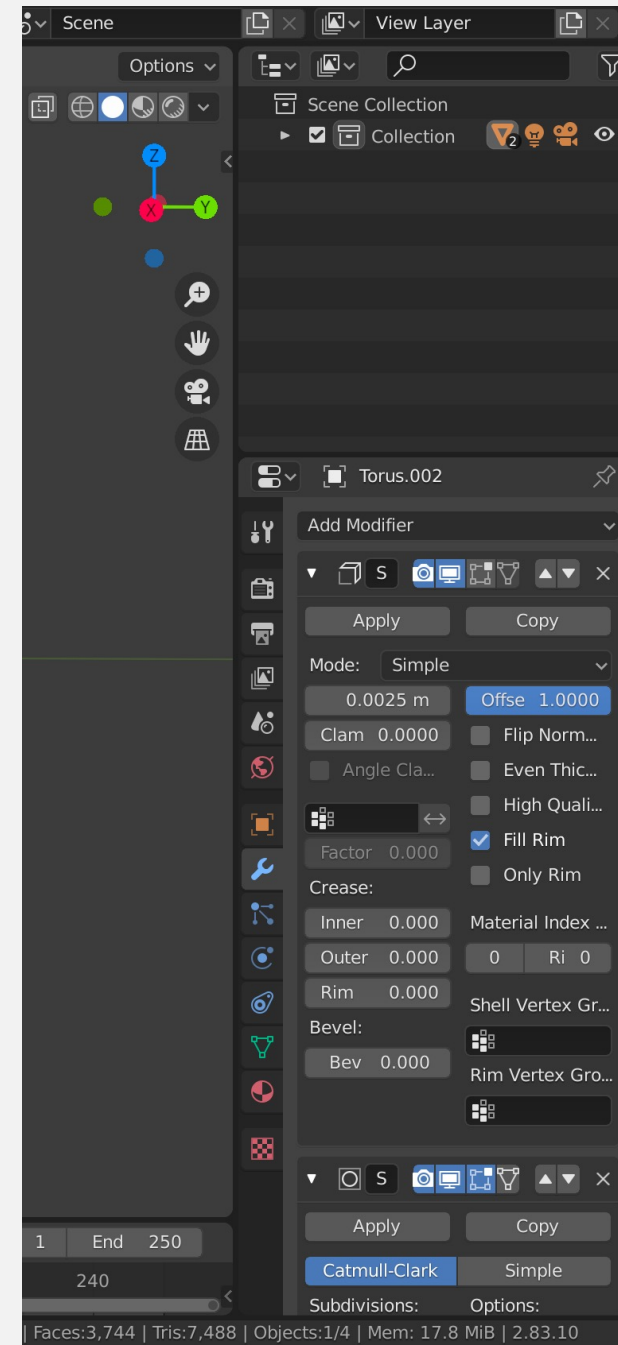 Scene
View Layer
Options
Scene Collection
Collection 2
Z
X Y
Torus.002
Add Modifier
S
Apply Copy
Mode: Simple
0.0025 m Offse 1.0000
Clam 0.0000 Flip Norm...
Angle Cla... Even Thic...
High Quali...
Fill Rim
Factor 0.000
Only Rim
Crease:
Inner 0.000 Material Index ...
Outer 0.000 0 Ri 0
Rim 0.000
Shell Vertex Gr...
Bevel:
Bev 0.000
Rim Vertex Gro...
S
Apply Copy
1 End 250
Catmull-Clark Simple
240
Subdivisions: Options:
| Faces:3,744 | Tris:7,488 | Objects:1/4 | Mem: 17.8 MiB | 2.83.10